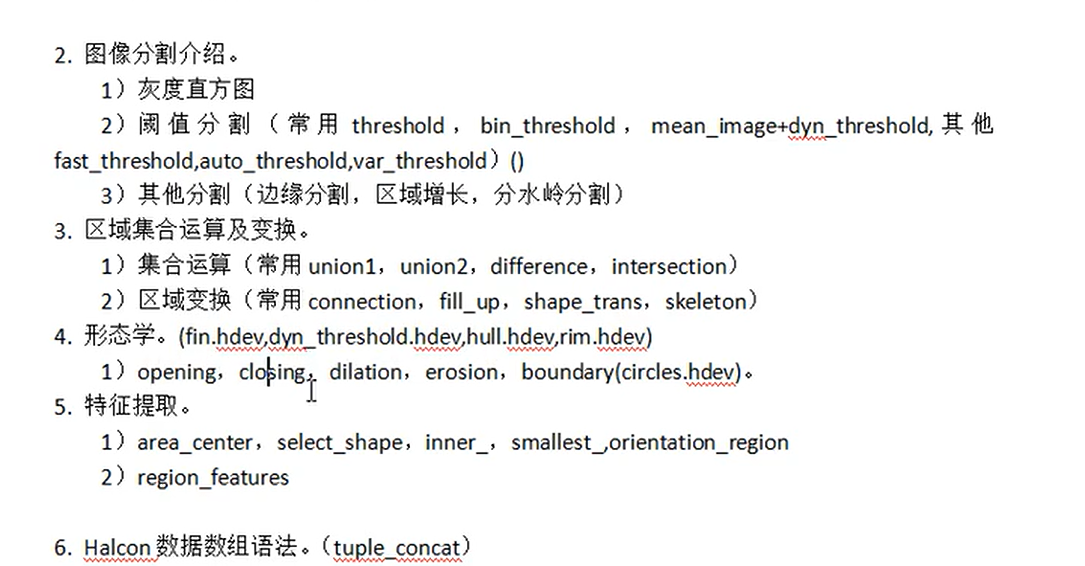 2. 图像分割介绍。
1）灰度直方图
2）阈值分割（常用 threshold，bin_threshold，mean_image+dyn_threshold,其他
fast_threshold,auto_threshold,var_threshold）()
3）其他分割（边缘分割，区域增长，分水岭分割）
3. 区域集合运算及变换。
1）集合运算（常用 union1，union2，difference，intersection）
2）区域变换（常用 connection，fill_up，shape_trans，skeleton）
4. 形态学。(fin.hdev,dyn_threshold.hdev,hull.hdev,rim.hdev)
1）opening，closing，dilation，erosion，boundary(circles.hdev)。
5. 特征提取。
1）area_center，select_shape，inner_，smallest_,orientation_region
2）region_features
6. Halcon 数据数组语法。（tuple_concat）